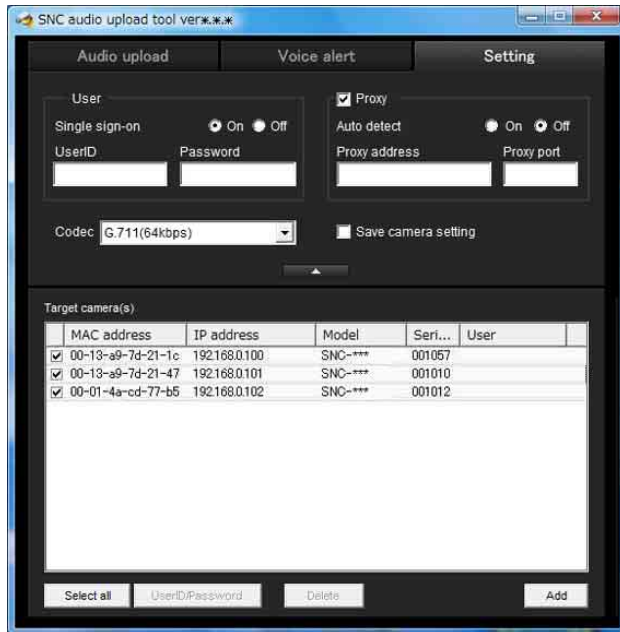 SNC audio upload tool ver*.*.*
Audio upload Voice alert Setting
User Proxy
Single sign-on On Off Auto detect On Off
UserID Password Proxy address Proxy port
Codec G.711(64kbps) Save camera setting
Target camera(s)
MAC address IP address Model Seri... User
00-13-a9-7d-21-1c 192.168.0.100 SNC-*** 001057
00-13-a9-7d-21-47 192.168.0.101 SNC-*** 001010
00-01-4a-cd-77-b5 192.168.0.102 SNC-*** 001012
Select all UserID/Password Delete Add